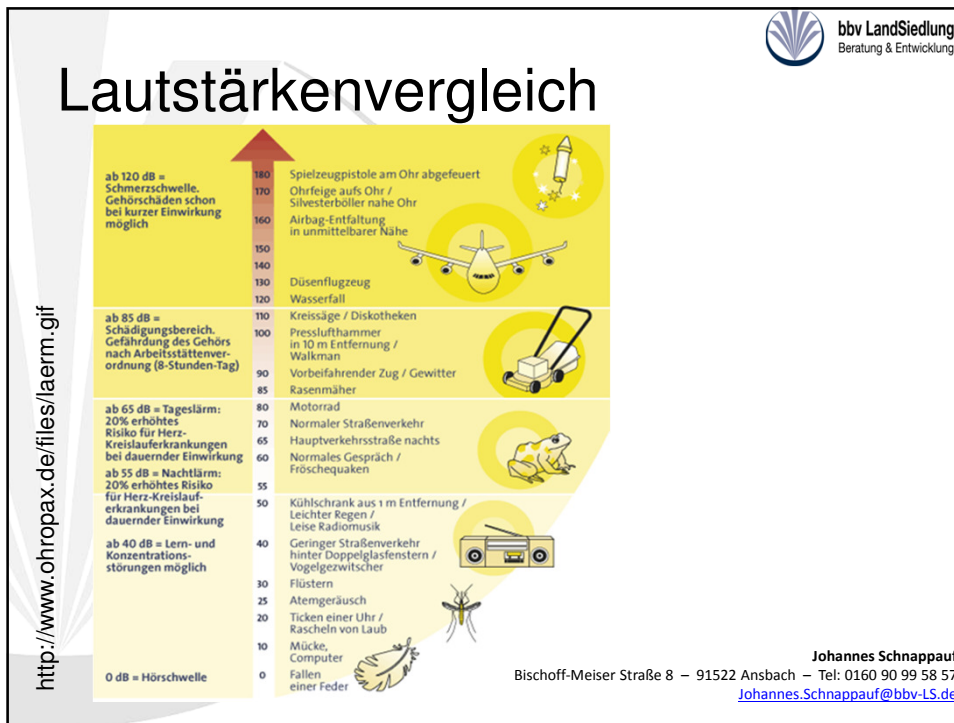 bbv LandSiedlung
Beratung & Entwicklung
Lautstärkenvergleich
http://www.ohropax.de/files/laerm.gif
ab 120 dB =
Schmerzschwelle.
Gehörschäden schon
bei kurzer Einwirkung
möglich
180 Spielzeugpistole am Ohr abgefeuert
170 Ohrfeige aufs Ohr /
Silvesterböller nahe Ohr
160 Airbag-Entfaltung
in unmittelbarer Nähe
150
140
130 Düsenflugzeug
120 Wasserfall
ab 85 dB =
Schädigungsbereich.
Gefährdung des Gehörs
nach Arbeitsstättenver-
ordnung (8-Stunden-Tag)
110 Kreissäge / Diskotheken
100 Presslufthammer
in 10 m Entfernung /
Walkman
90 Vorbeifahrender Zug / Gewitter
85 Rasenmäher
ab 65 dB = Tageslärm:
20% erhöhtes
Risiko für Herz-
Kreislauferkrankungen
bei dauernder Einwirkung
80 Motorrad
70 Normaler Straßenverkehr
65 Hauptverkehrsstraße nachts
60 Normales Gespräch /
Fröschequaken
ab 55 dB = Nachtlärm:
20% erhöhtes Risiko
für Herz-Kreislauf-
erkrankungen bei
dauernder Einwirkung
55
50 Kühlschrank aus 1 m Entfernung /
Leichter Regen /
Leise Radiomusik
ab 40 dB = Lern- und
Konzentrations-
störungen möglich
40 Geringer Straßenverkehr
hinter Doppelglasfenstern /
Vogelgezwitscher
30 Flüstern
25 Atemgeräusch
20 Ticken einer Uhr /
Rascheln von Laub
10 Mücke,
Computer
0 dB = Hörschwelle
0 Fallen
einer Feder
Johannes Schnappauf
Bischoff-Meiser Straße 8 – 91522 Ansbach – Tel: 0160 90 99 58 57
Johannes.Schnappauf@bbv-LS.de